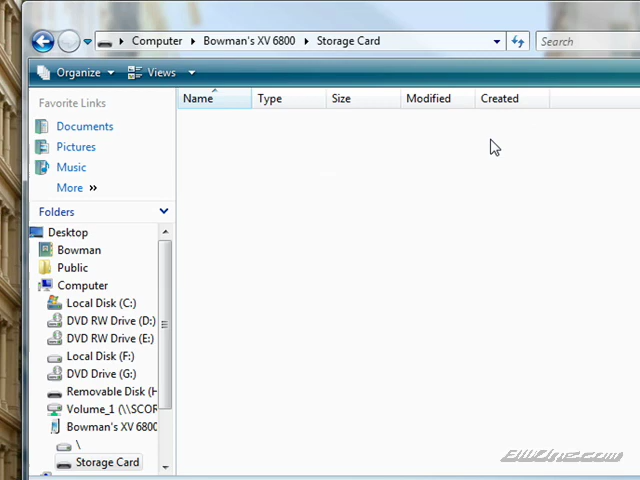 Computer Bowman's XV 6800 Storage Card Search
Organize Views
Favorite Links Name Type Size Modified Created
Documents
Pictures
Music
More »
Folders
Desktop
Bowman
Public
Computer
Local Disk (C:)
DVD RW Drive (D:)
DVD RW Drive (E:)
Local Disk (F:)
DVD Drive (G:)
Removable Disk (H
Volume_1 (\\SCOR
Bowman's XV 6800
\
Storage Card